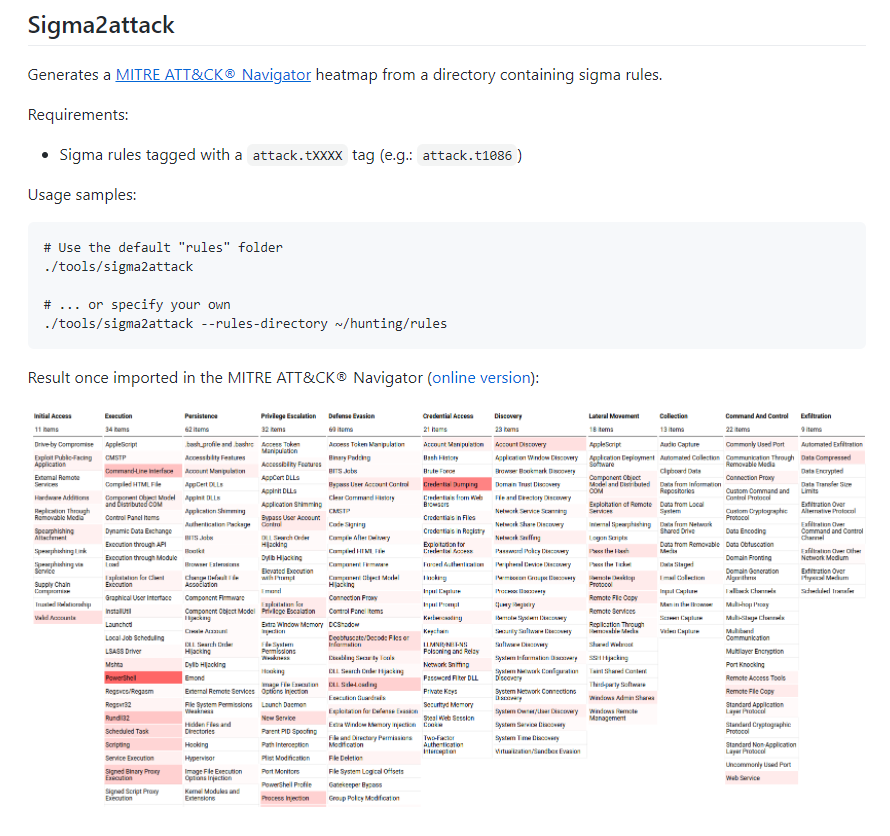 Sigma2attack
Generates a MITRE ATT&CK® Navigator heatmap from a directory containing sigma rules.
Requirements:
• Sigma rules tagged with a attack.tXXXX tag (e.g.: attack.t1086 )
Usage samples:
# Use the default "rules" folder
./tools/sigma2attack
# ... or specify your own
./tools/sigma2attack --rules-directory ~/hunting/rules
Result once imported in the MITRE ATT&CK® Navigator (online version):
Initial Access
11 items
Drive-by Compromise
Exploit Public-Facing
Application
External Remote
Services
Hardware Additions
Replication Through
Removable Media
Spearphishing
Attachment
Spearphishing Link
Spearphishing via
Service
Supply Chain
Compromise
Trusted Relationship
Valid Accounts
Execution
34 items
AppleScript
CMSTP
Command-Line Interface
Compiled HTML File
Component Object Model
and Distributed COM
Control Panel Items
Dynamic Data Exchange
Execution through API
Execution through Module
Load
Exploitation for Client
Execution
Graphical User Interface
InstallUtil
Launchctl
Local Job Scheduling
LSASS Driver
Mshta
PowerShell
Regsvcs/Regasm
Regsvr32
Rundll32
Scheduled Task
Scripting
Service Execution
Signed Binary Proxy
Execution
Signed Script Proxy
Execution
Persistence
62 items
.bash_profile and .bashrc
Accessibility Features
Account Manipulation
AppCert DLLs
AppInit DLLs
Application Shimming
Authentication Package
BITS Jobs
Bootkit
Browser Extensions
Change Default File
Association
Component Firmware
Component Object Model
Hijacking
Create Account
DLL Search Order
Hijacking
Dylib Hijacking
Emond
External Remote Services
File System Permissions
Weakness
Hidden Files and
Directories
Hooking
Hypervisor
Image File Execution
Options Injection
Kernel Modules and
Extensions
Privilege Escalation
32 items
Access Token
Manipulation
Accessibility Features
AppCert DLLs
AppInit DLLs
Application Shimming
Bypass User Account
Control
DLL Search Order
Hijacking
Dylib Hijacking
Elevated Execution
with Prompt
Emond
Exploitation for
Privilege Escalation
Extra Window Memory
Injection
File System
Permissions
Weakness
Hooking
Image File Execution
Options Injection
Launch Daemon
New Service
Parent PID Spoofing
Path Interception
Plist Modification
Port Monitors
PowerShell Profile
Process Injection
Defense Evasion
69 items
Access Token Manipulation
Binary Padding
BITS Jobs
Bypass User Account Control
Clear Command History
CMSTP
Code Signing
Compile After Delivery
Compiled HTML File
Component Firmware
Component Object Model
Hijacking
Connection Proxy
Control Panel Items
DCShadow
Deobfuscate/Decode Files or
Information
Disabling Security Tools
DLL Search Order Hijacking
DLL Side-Loading
Execution Guardrails
Exploitation for Defense Evasion
Extra Window Memory Injection
File and Directory Permissions
Modification
File Deletion
File System Logical Offsets
Gatekeeper Bypass
Group Policy Modification
Credential Access
21 items
Account Manipulation
Bash History
Brute Force
Credential Dumping
Credentials from Web
Browsers
Credentials in Files
Credentials in Registry
Exploitation for
Credential Access
Forced Authentication
Hooking
Input Capture
Input Prompt
Kerberoasting
Keychain
LLMNR/NBT-NS
Poisoning and Relay
Network Sniffing
Password Filter DLL
Private Keys
Securityd Memory
Steal Web Session
Cookie
Two-Factor
Authentication
Interception
Discovery
23 items
Account Discovery
Application Window Discovery
Browser Bookmark Discovery
Domain Trust Discovery
File and Directory Discovery
Network Service Scanning
Network Share Discovery
Network Sniffing
Password Policy Discovery
Peripheral Device Discovery
Permission Groups Discovery
Process Discovery
Query Registry
Remote System Discovery
Security Software Discovery
Software Discovery
System Information Discovery
System Network Configuration
Discovery
System Network Connections
Discovery
System Owner/User Discovery
System Service Discovery
System Time Discovery
Virtualization/Sandbox Evasion
Lateral Movement
18 items
AppleScript
Application Deployment
Software
Component Object
Model and Distributed
COM
Exploitation of Remote
Services
Internal Spearphishing
Logon Scripts
Pass the Hash
Pass the Ticket
Remote Desktop
Protocol
Remote File Copy
Remote Services
Replication Through
Removable Media
Shared Webroot
SSH Hijacking
Taint Shared Content
Third-party Software
Windows Admin Shares
Windows Remote
Management
Collection
13 items
Audio Capture
Automated Collection
Clipboard Data
Data from Information
Repositories
Data from Local
System
Data from Network
Shared Drive
Data from Removable
Media
Data Staged
Email Collection
Input Capture
Man in the Browser
Screen Capture
Video Capture
Command And Control
22 items
Commonly Used Port
Communication Through
Removable Media
Connection Proxy
Custom Command and
Control Protocol
Custom Cryptographic
Protocol
Data Encoding
Data Obfuscation
Domain Fronting
Domain Generation
Algorithms
Fallback Channels
Multi-hop Proxy
Multi-Stage Channels
Multiband
Communication
Multilayer Encryption
Port Knocking
Remote Access Tools
Remote File Copy
Standard Application
Layer Protocol
Standard Cryptographic
Protocol
Standard Non-Application
Layer Protocol
Uncommonly Used Port
Web Service
Exfiltration
9 items
Automated Exfiltration
Data Compressed
Data Encrypted
Data Transfer Size
Limits
Exfiltration Over
Alternative Protocol
Exfiltration Over
Command and Control
Channel
Exfiltration Over Other
Network Medium
Exfiltration Over
Physical Medium
Scheduled Transfer